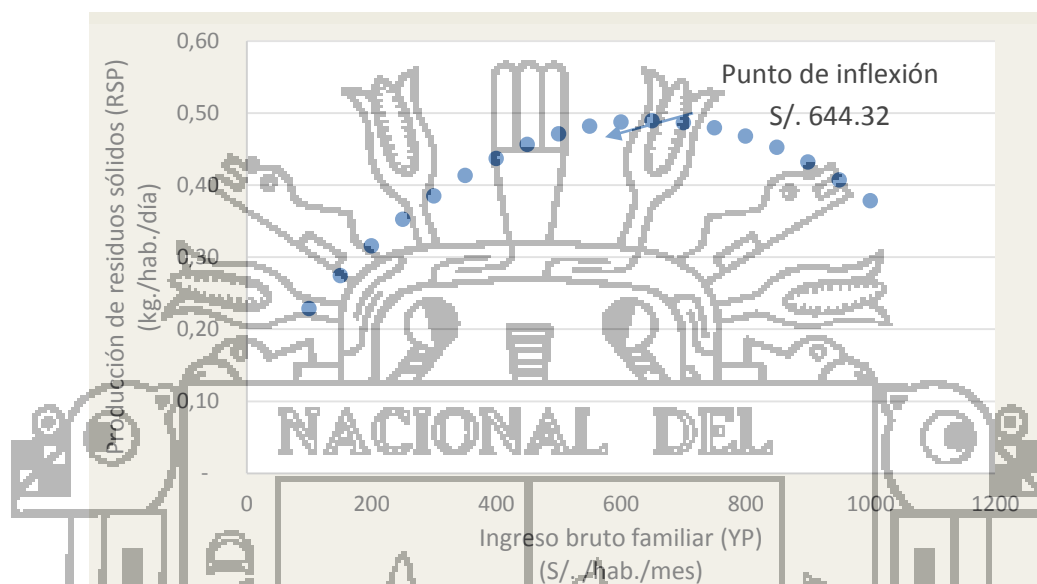 Producción de residuos sólidos (RSP)
(kg./hab./día)
0,60
0,50
0,40
0,30
0,20
0,10
-
Punto de inflexión
S/. 644.32
NACIONAL DEL
0 200 400 600 800 1000 1200
Ingreso bruto familiar (YP)
(S/. /hab./mes)